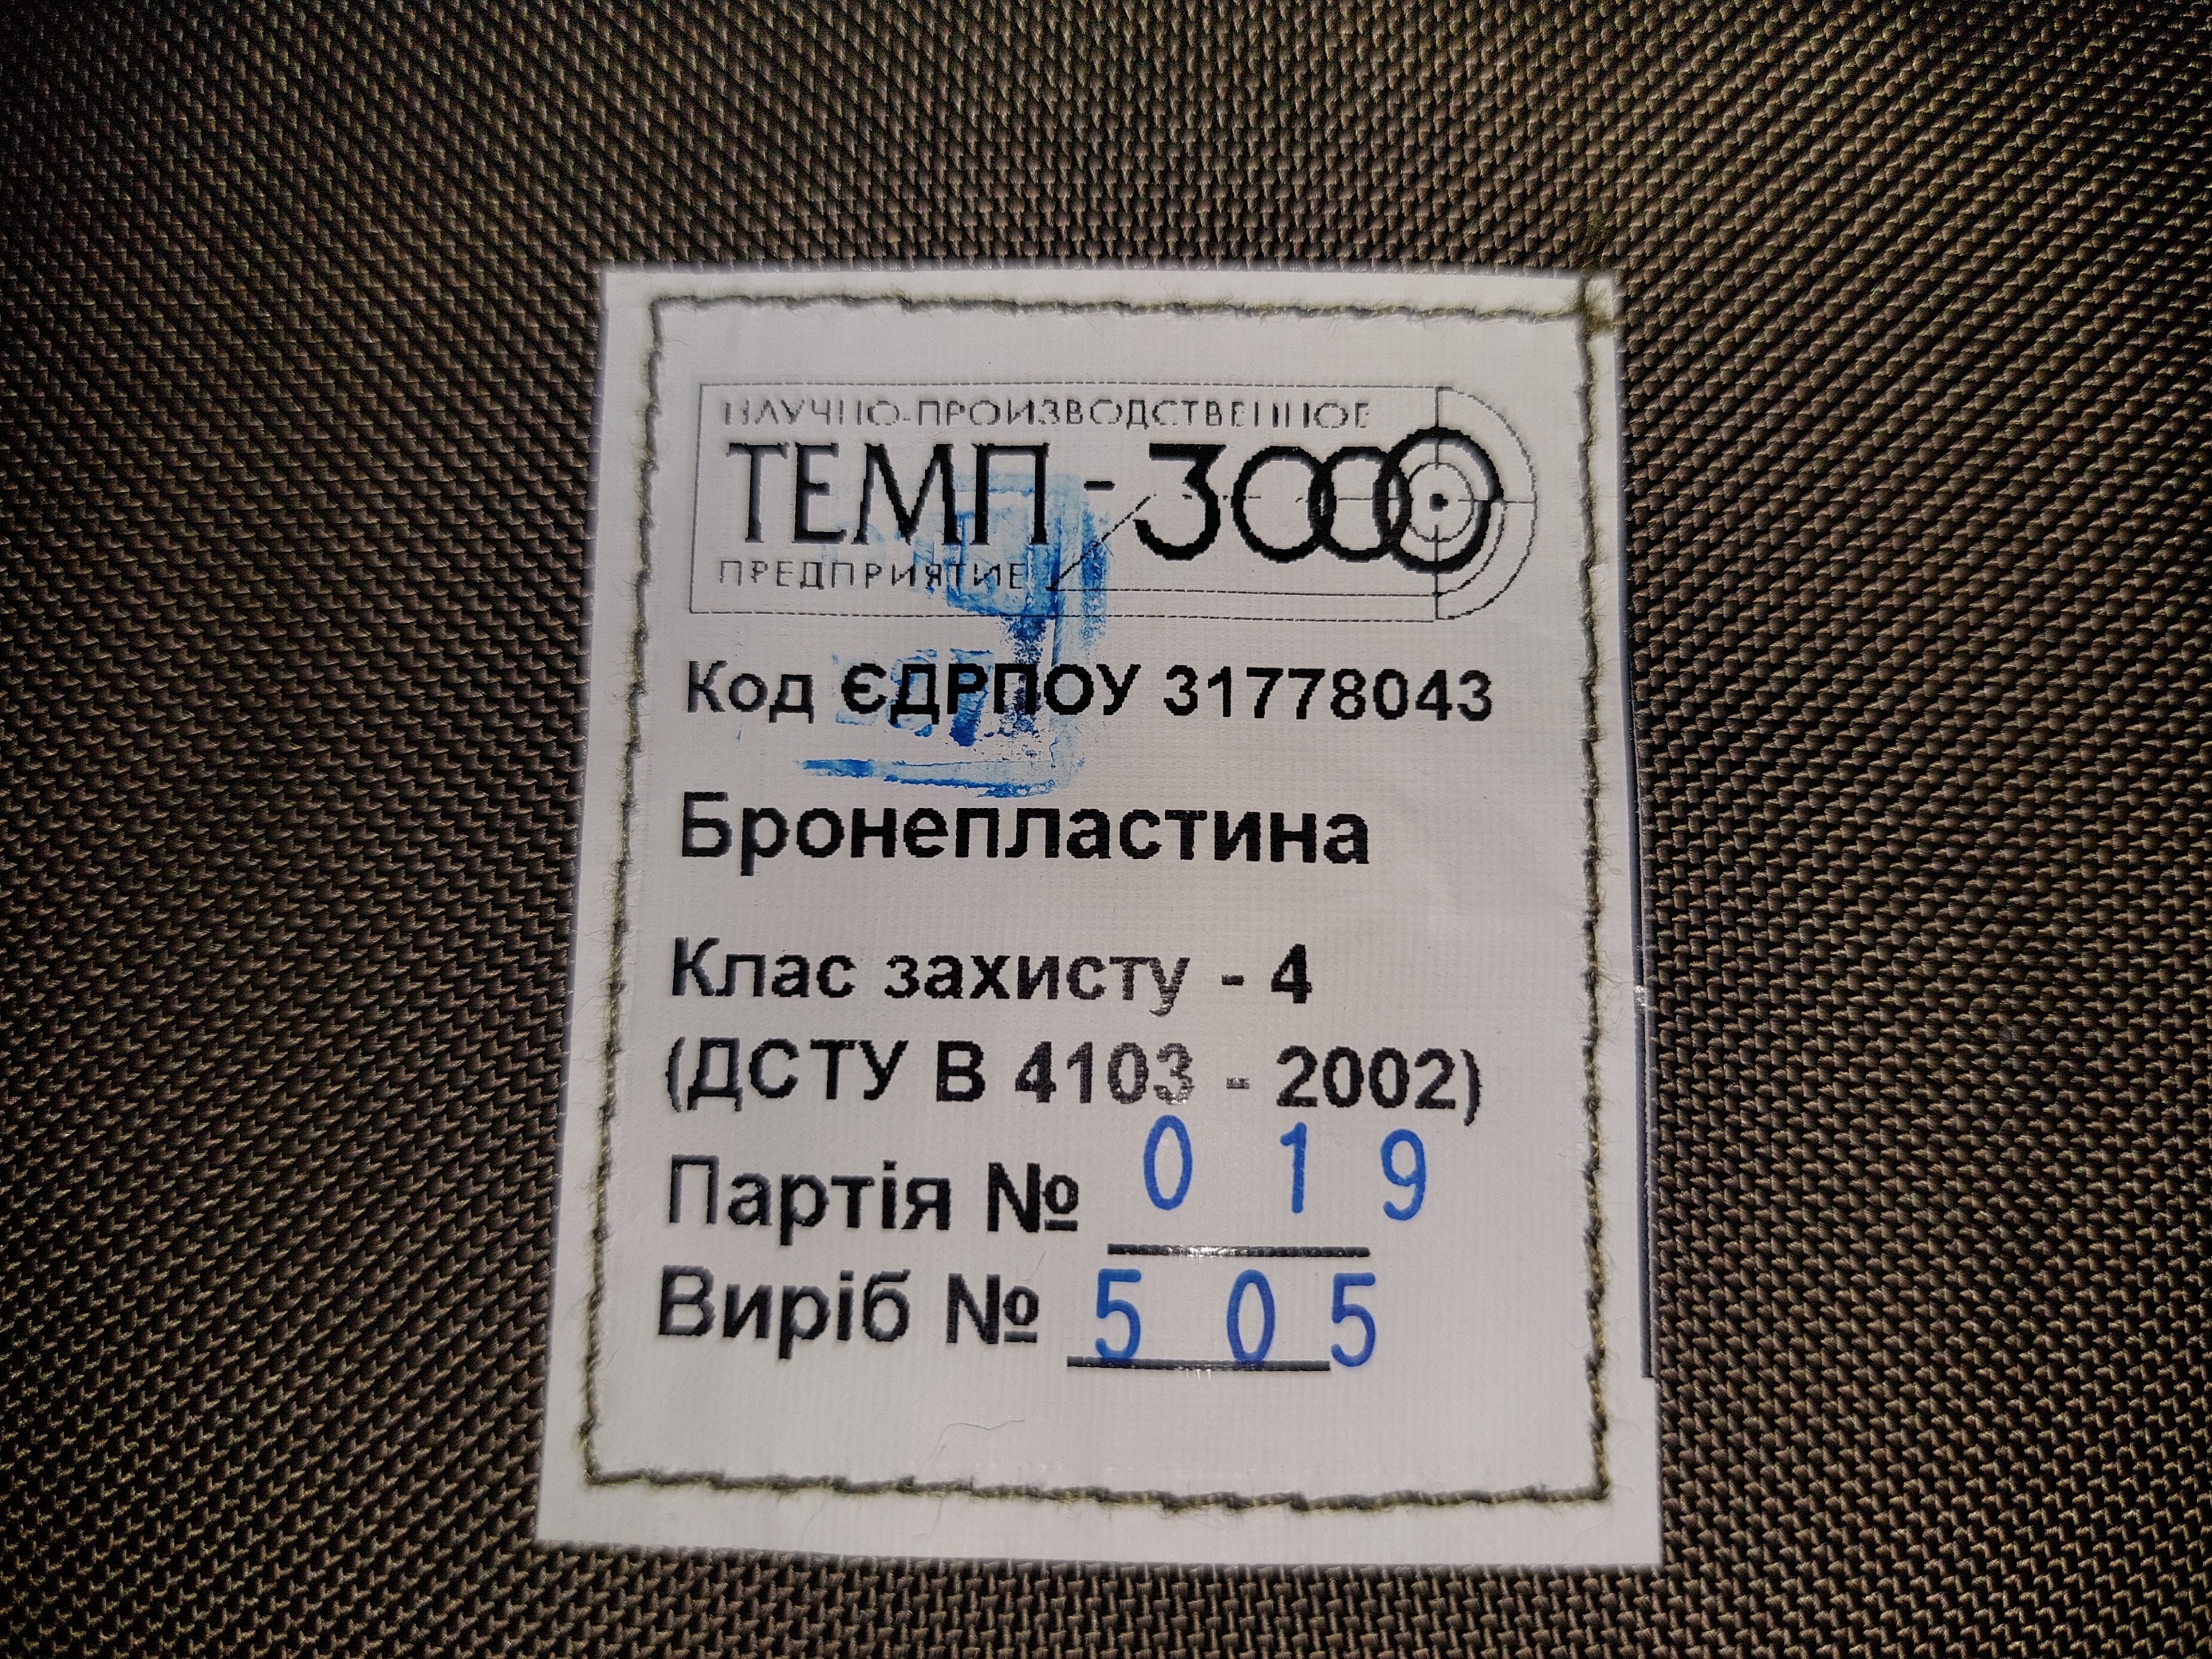 НАУЧНО-ПРОИЗВОДСТВЕННОЕ
ТЕМП-3000
ПРЕДПРИЯТИЕ
Код ЄДРПОУ 31778043
Бронепластина
Клас захисту - 4
(ДСТУ В 4103 - 2002)
Партія № 019
Виріб № 505